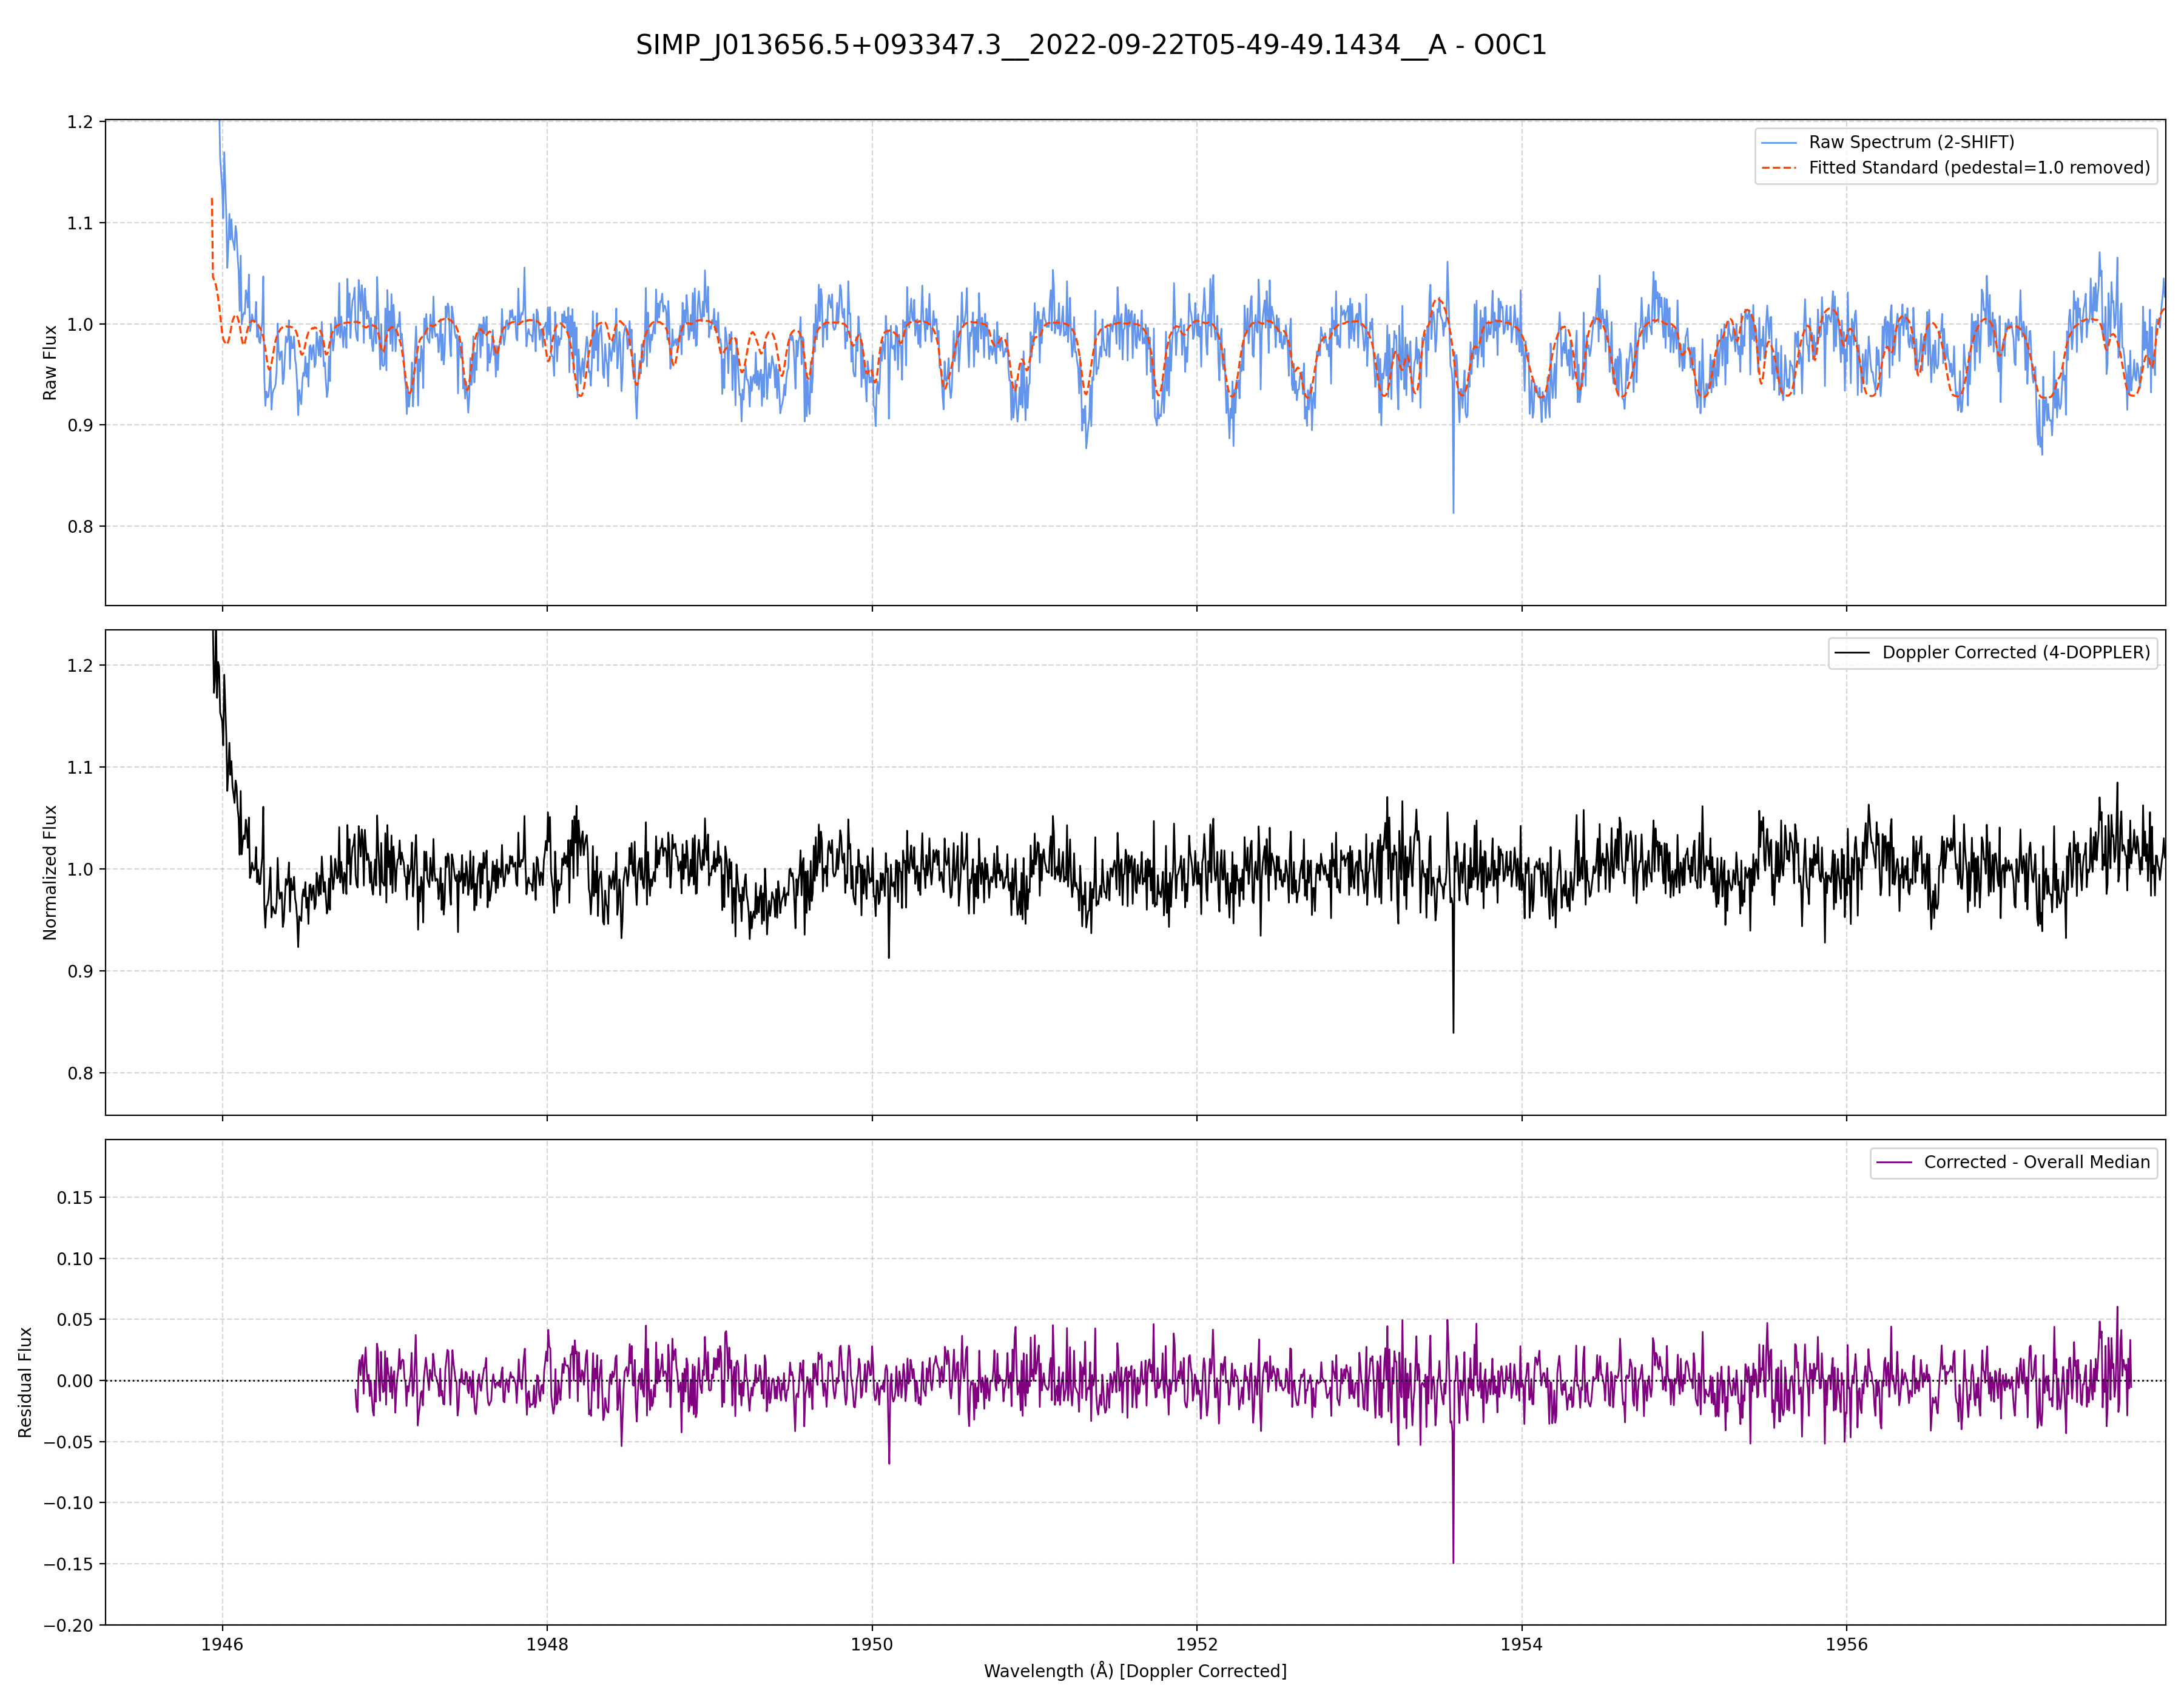 SIMP_J013656.5+093347.3__2022-09-22T05-49-49.1434__A - O0C1
Raw Flux
1.2
1.1
1.0
0.9
0.8
Raw Spectrum (2-SHIFT)
Fitted Standard (pedestal=1.0 removed)
Normalized Flux
1.2
1.1
1.0
0.9
0.8
Doppler Corrected (4-DOPPLER)
Residual Flux
0.15
0.10
0.05
0.00
−0.05
−0.10
−0.15
−0.20
Corrected - Overall Median
1946 1948 1950 1952 1954 1956
Wavelength (Å) [Doppler Corrected]